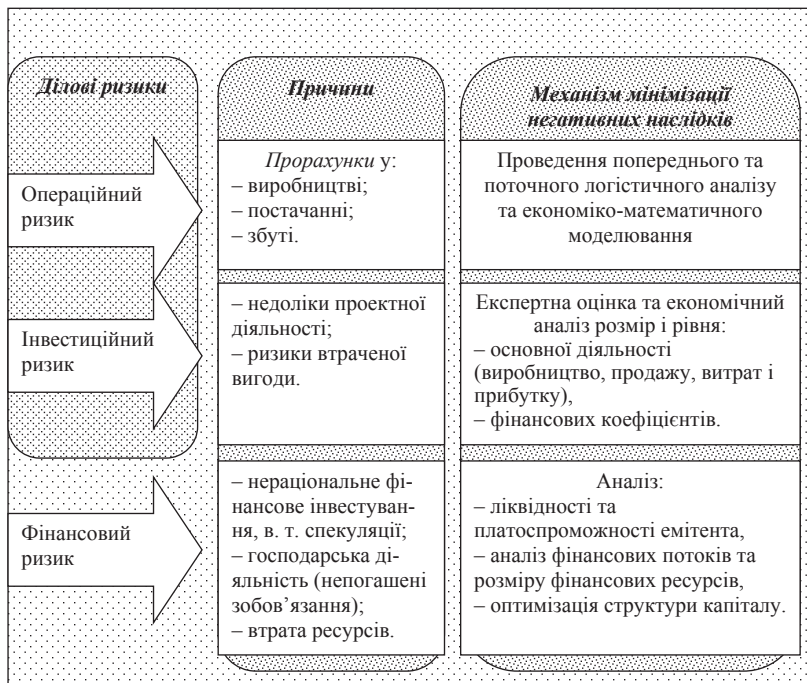 Ділові ризики
Причини
Механізм мінімізації
негативних наслідків
Операційний
ризик
Прорахунки у:
– виробництві;
– постачанні;
– збуті.
Проведення попереднього та
поточного логістичного аналізу
та економіко-математичного
моделювання
Інвестиційний
ризик
– недоліки проектної
діяльності;
– ризики втраченої
вигоди.
Експертна оцінка та економічний
аналіз розмір і рівня:
– основної діяльності
(виробництво, продажу, витрат і
прибутку),
– фінансових коефіцієнтів.
Фінансовий
ризик
– нераціональне фі-
нансове інвестуван-
ня, в. т. спекуляції;
– господарська ді-
яльність (непогашені
зобов’язання);
– втрата ресурсів.
Аналіз:
– ліквідності та
платоспроможності емітента,
– аналіз фінансових потоків та
розміру фінансових ресурсів,
– оптимізація структури капіталу.